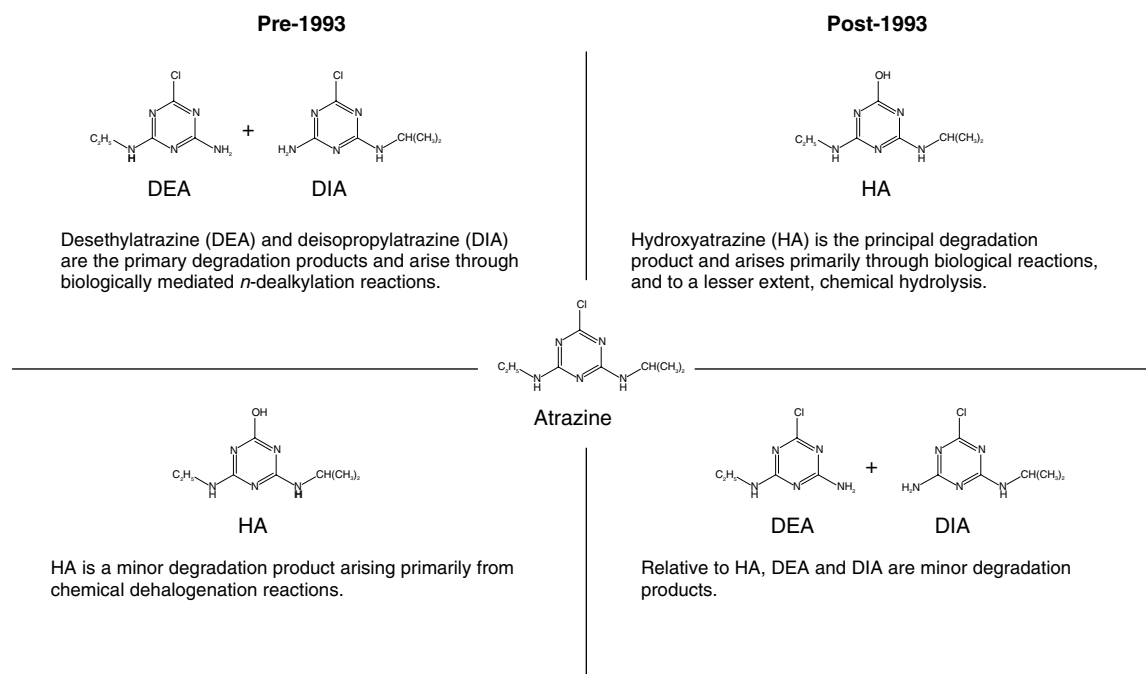 Pre-1993
Post-1993
Cl
N
N
C₂H₅
N
H
N
NH₂
+
Cl
N
N
H₂N
N
N
H
CH(CH₃)₂
DEA
DIA
OH
N
N
C₂H₅
NH
N
N
H
CH(CH₃)₂
HA
Desethylatrazine (DEA) and deisopropylatrazine (DIA)
are the primary degradation products and arise through
biologically mediated n-dealkylation reactions.
Hydroxyatrazine (HA) is the principal degradation
product and arises primarily through biological reactions,
and to a lesser extent, chemical hydrolysis.
Cl
N
N
C₂H₅
N
H
N
N
H
CH(CH₃)₂
Atrazine
OH
N
N
C₂H₅
N
H
N
N
H
CH(CH₃)₂
HA
HA is a minor degradation product arising primarily from
chemical dehalogenation reactions.
Cl
N
N
C₂H₅
N
H
N
NH₂
+
Cl
N
N
H₂N
N
N
H
CH(CH₃)₂
DEA
DIA
Relative to HA, DEA and DIA are minor degradation
products.